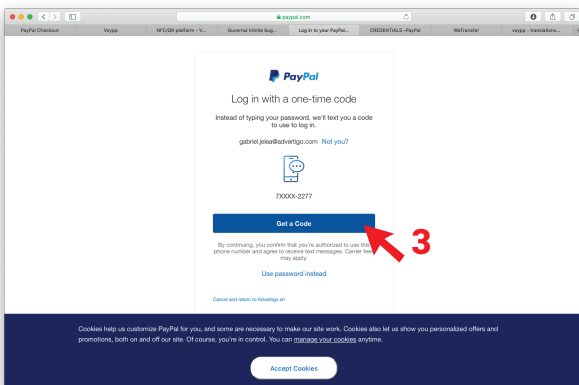 paypal.com
PayPal Checkout
Voypp
NFC/QR platform – V...
Guvernul trimite bug...
Log in to your PayPal...
CREDENTIALS –PayPal
WeTransfer
voypp – translations...
PayPal
Log in with a one-time code
Instead of typing your password, we'll text you a code
to use to log in.
gabriel.jelea@advertigo.com Not you?
7XXXX-2277
Get a Code
3
By continuing, you confirm that you're authorized to use this
phone number and agree to receive text messages. Carrier fees
may apply.
Use password instead
Cancel and return to Advertigo srl
Cookies help us customize PayPal for you, and some are necessary to make our site work. Cookies also let us show you personalized offers and
promotions, both on and off our site. Of course, you're in control. You can manage your cookies anytime.
Accept Cookies